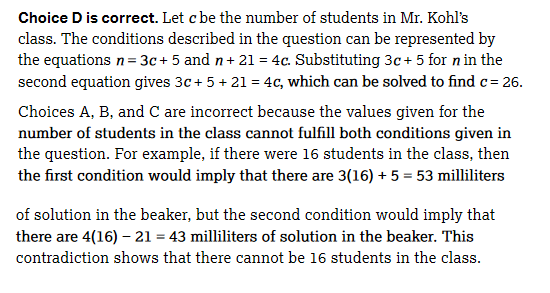 Choice D is correct. Let c be the number of students in Mr. Kohl’s
class. The conditions described in the question can be represented by
the equations n = 3c + 5 and n + 21 = 4c. Substituting 3c + 5 for n in the
second equation gives 3c + 5 + 21 = 4c, which can be solved to find c = 26.
Choices A, B, and C are incorrect because the values given for the
number of students in the class cannot fulfill both conditions given in
the question. For example, if there were 16 students in the class, then
the first condition would imply that there are 3(16) + 5 = 53 milliliters
of solution in the beaker, but the second condition would imply that
there are 4(16) − 21 = 43 milliliters of solution in the beaker. This
contradiction shows that there cannot be 16 students in the class.